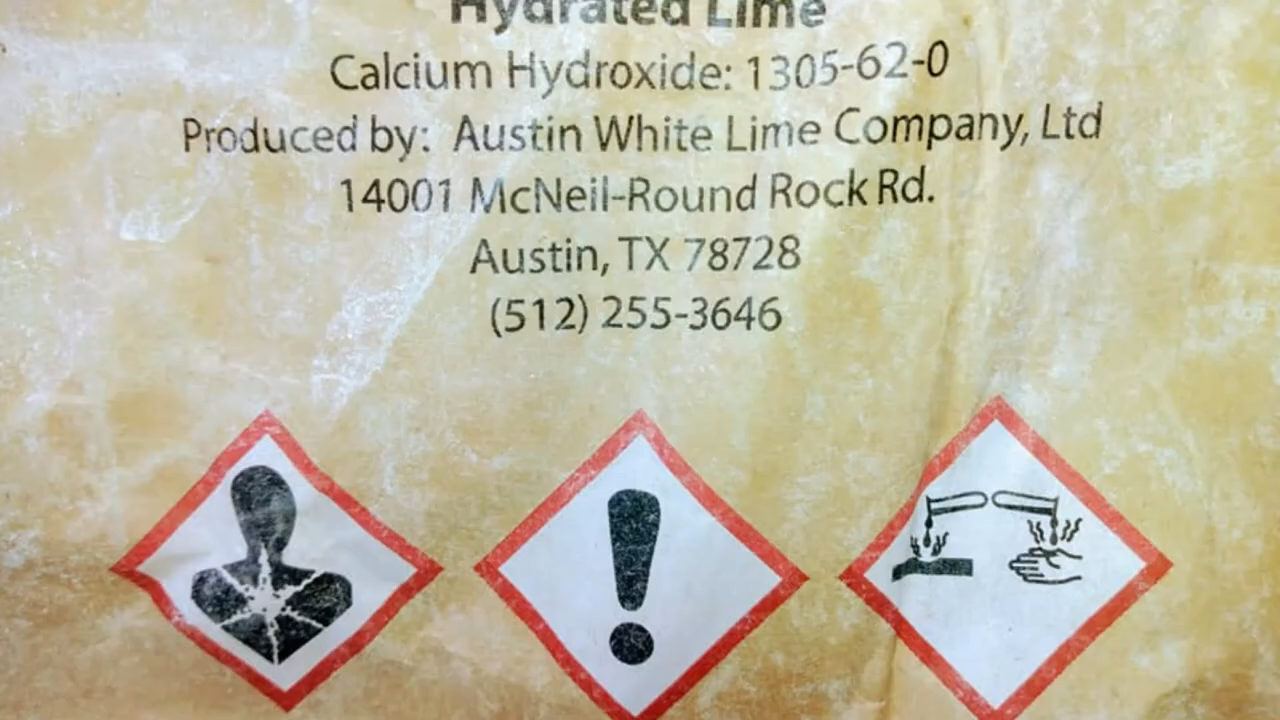 Hydrated Lime
Calcium Hydroxide: 1305-62-0
Produced by: Austin White Lime Company, Ltd
14001 McNeil-Round Rock Rd.
Austin, TX 78728
(512) 255-3646